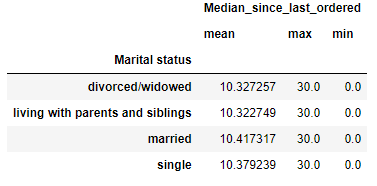 Median_since_last_ordered
mean max min
Marital status
divorced/widowed 10.327257 30.0 0.0
living with parents and siblings 10.322749 30.0 0.0
married 10.417317 30.0 0.0
single 10.379239 30.0 0.0